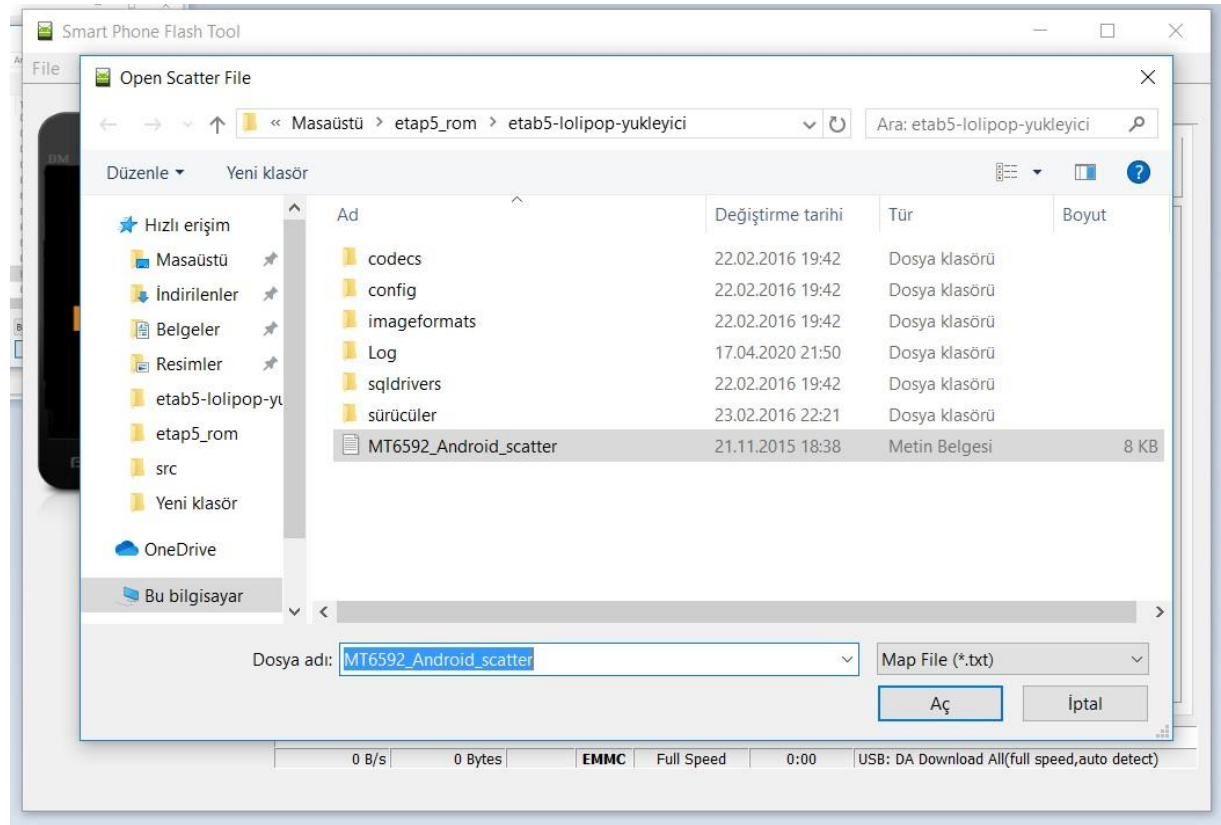 Smart Phone Flash Tool
File
Open Scatter File
« Masaüstü > etap5_rom > etab5-lolipop-yukleyici
Ara: etab5-lolipop-yukleyici
Düzenle
Yeni klasör
Hızlı erişim
Masaüstü
İndirilenler
Belgeler
Resimler
etab5-lolipop-yu
etap5_rom
src
Yeni klasör
OneDrive
Bu bilgisayar
Ad Değiştirme tarihi Tür Boyut
codecs 22.02.2016 19:42 Dosya klasörü
config 22.02.2016 19:42 Dosya klasörü
imageformats 22.02.2016 19:42 Dosya klasörü
Log 17.04.2020 21:50 Dosya klasörü
sqldrivers 22.02.2016 19:42 Dosya klasörü
sürücüler 23.02.2016 22:21 Dosya klasörü
MT6592_Android_scatter 21.11.2015 18:38 Metin Belgesi 8 KB
Dosya adı: MT6592_Android_scatter
Map File (*.txt)
Aç
İptal
BM
0 B/s 0 Bytes EMMC Full Speed 0:00 USB: DA Download All(full speed,auto detect)